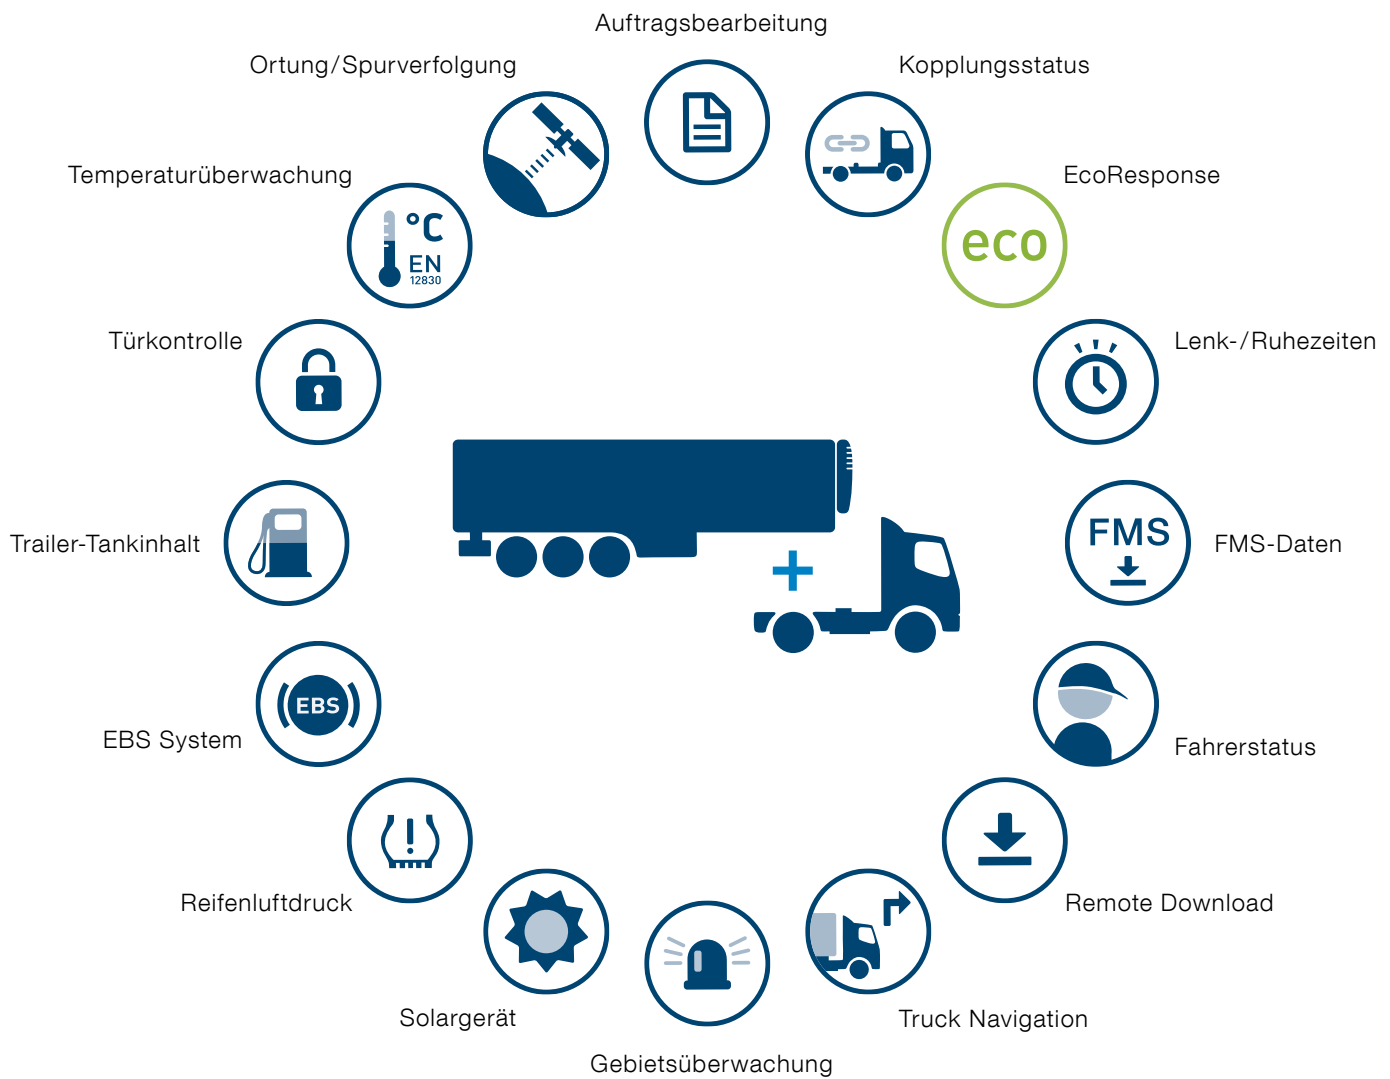 Auftragsbearbeitung
Ortung/Spurverfolgung
Kopplungsstatus
Temperaturüberwachung
EcoResponse
°C
EN
12830
eco
Türkontrolle
Lenk-/Ruhezeiten
Trailer-Tankinhalt
FMS
FMS-Daten
EBS
EBS System
Fahrerstatus
Reifenluftdruck
Remote Download
Solargerät
Truck Navigation
Gebietsüberwachung